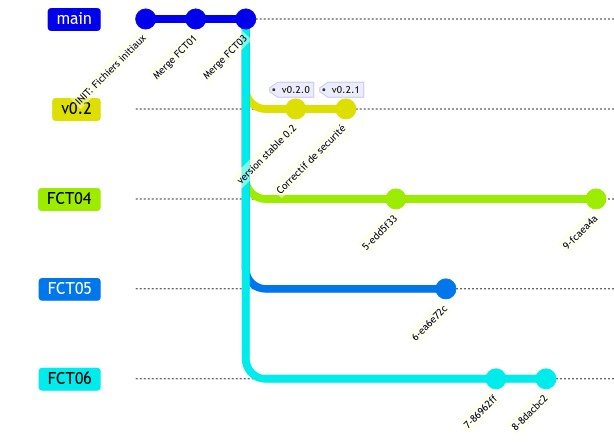 main
INIT: Fichiers initiaux
Merge FCT01
Merge FCT03
v0.2
v0.2.0
v0.2.1
version stable 0.2
Correctif de securité
FCT04
5-edd5f33
9-fcaea4a
FCT05
6-ea6e72c
FCT06
7-86962ff
8-8dacbc2